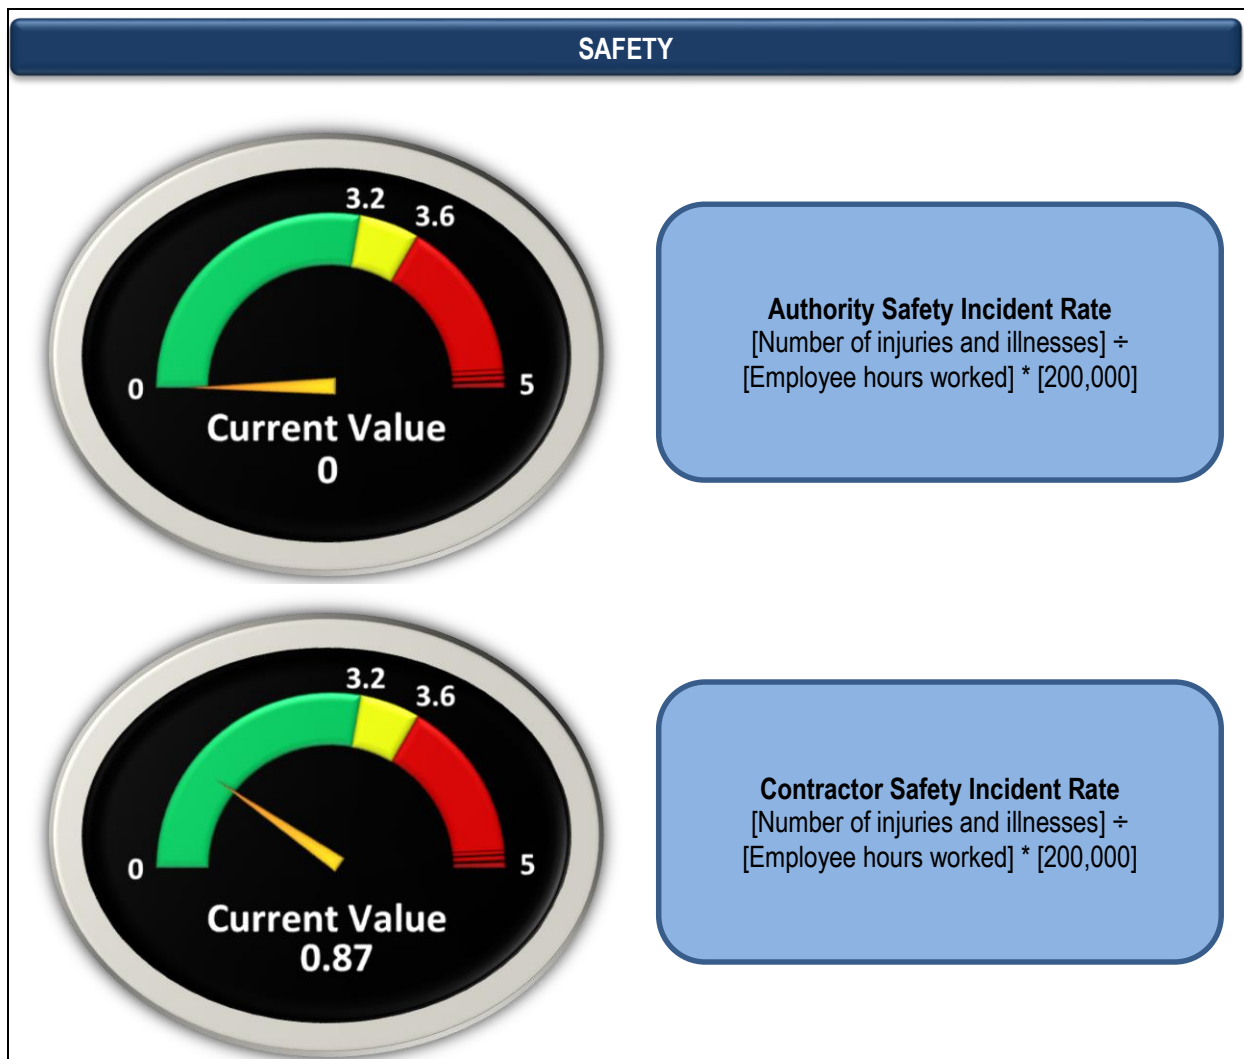 SAFETY
3.2
3.6
0
5
Current Value
0
Authority Safety Incident Rate
[Number of injuries and illnesses] ÷
[Employee hours worked] * [200,000]
3.2
3.6
0
5
Current Value
0.87
Contractor Safety Incident Rate
[Number of injuries and illnesses] ÷
[Employee hours worked] * [200,000]